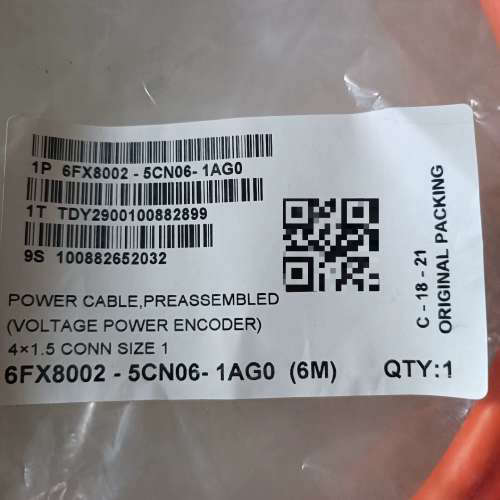 1P 6FX8002 - 5CN06- 1AG0
1T TDY2900100882899
9S 100882652032
POWER CABLE,PREASSEMBLED
(VOLTAGE POWER ENCODER)
4×1.5 CONN SIZE 1
6FX8002 - 5CN06- 1AG0 (6M) QTY:1
C - 18 - 21
ORIGINAL PACKING